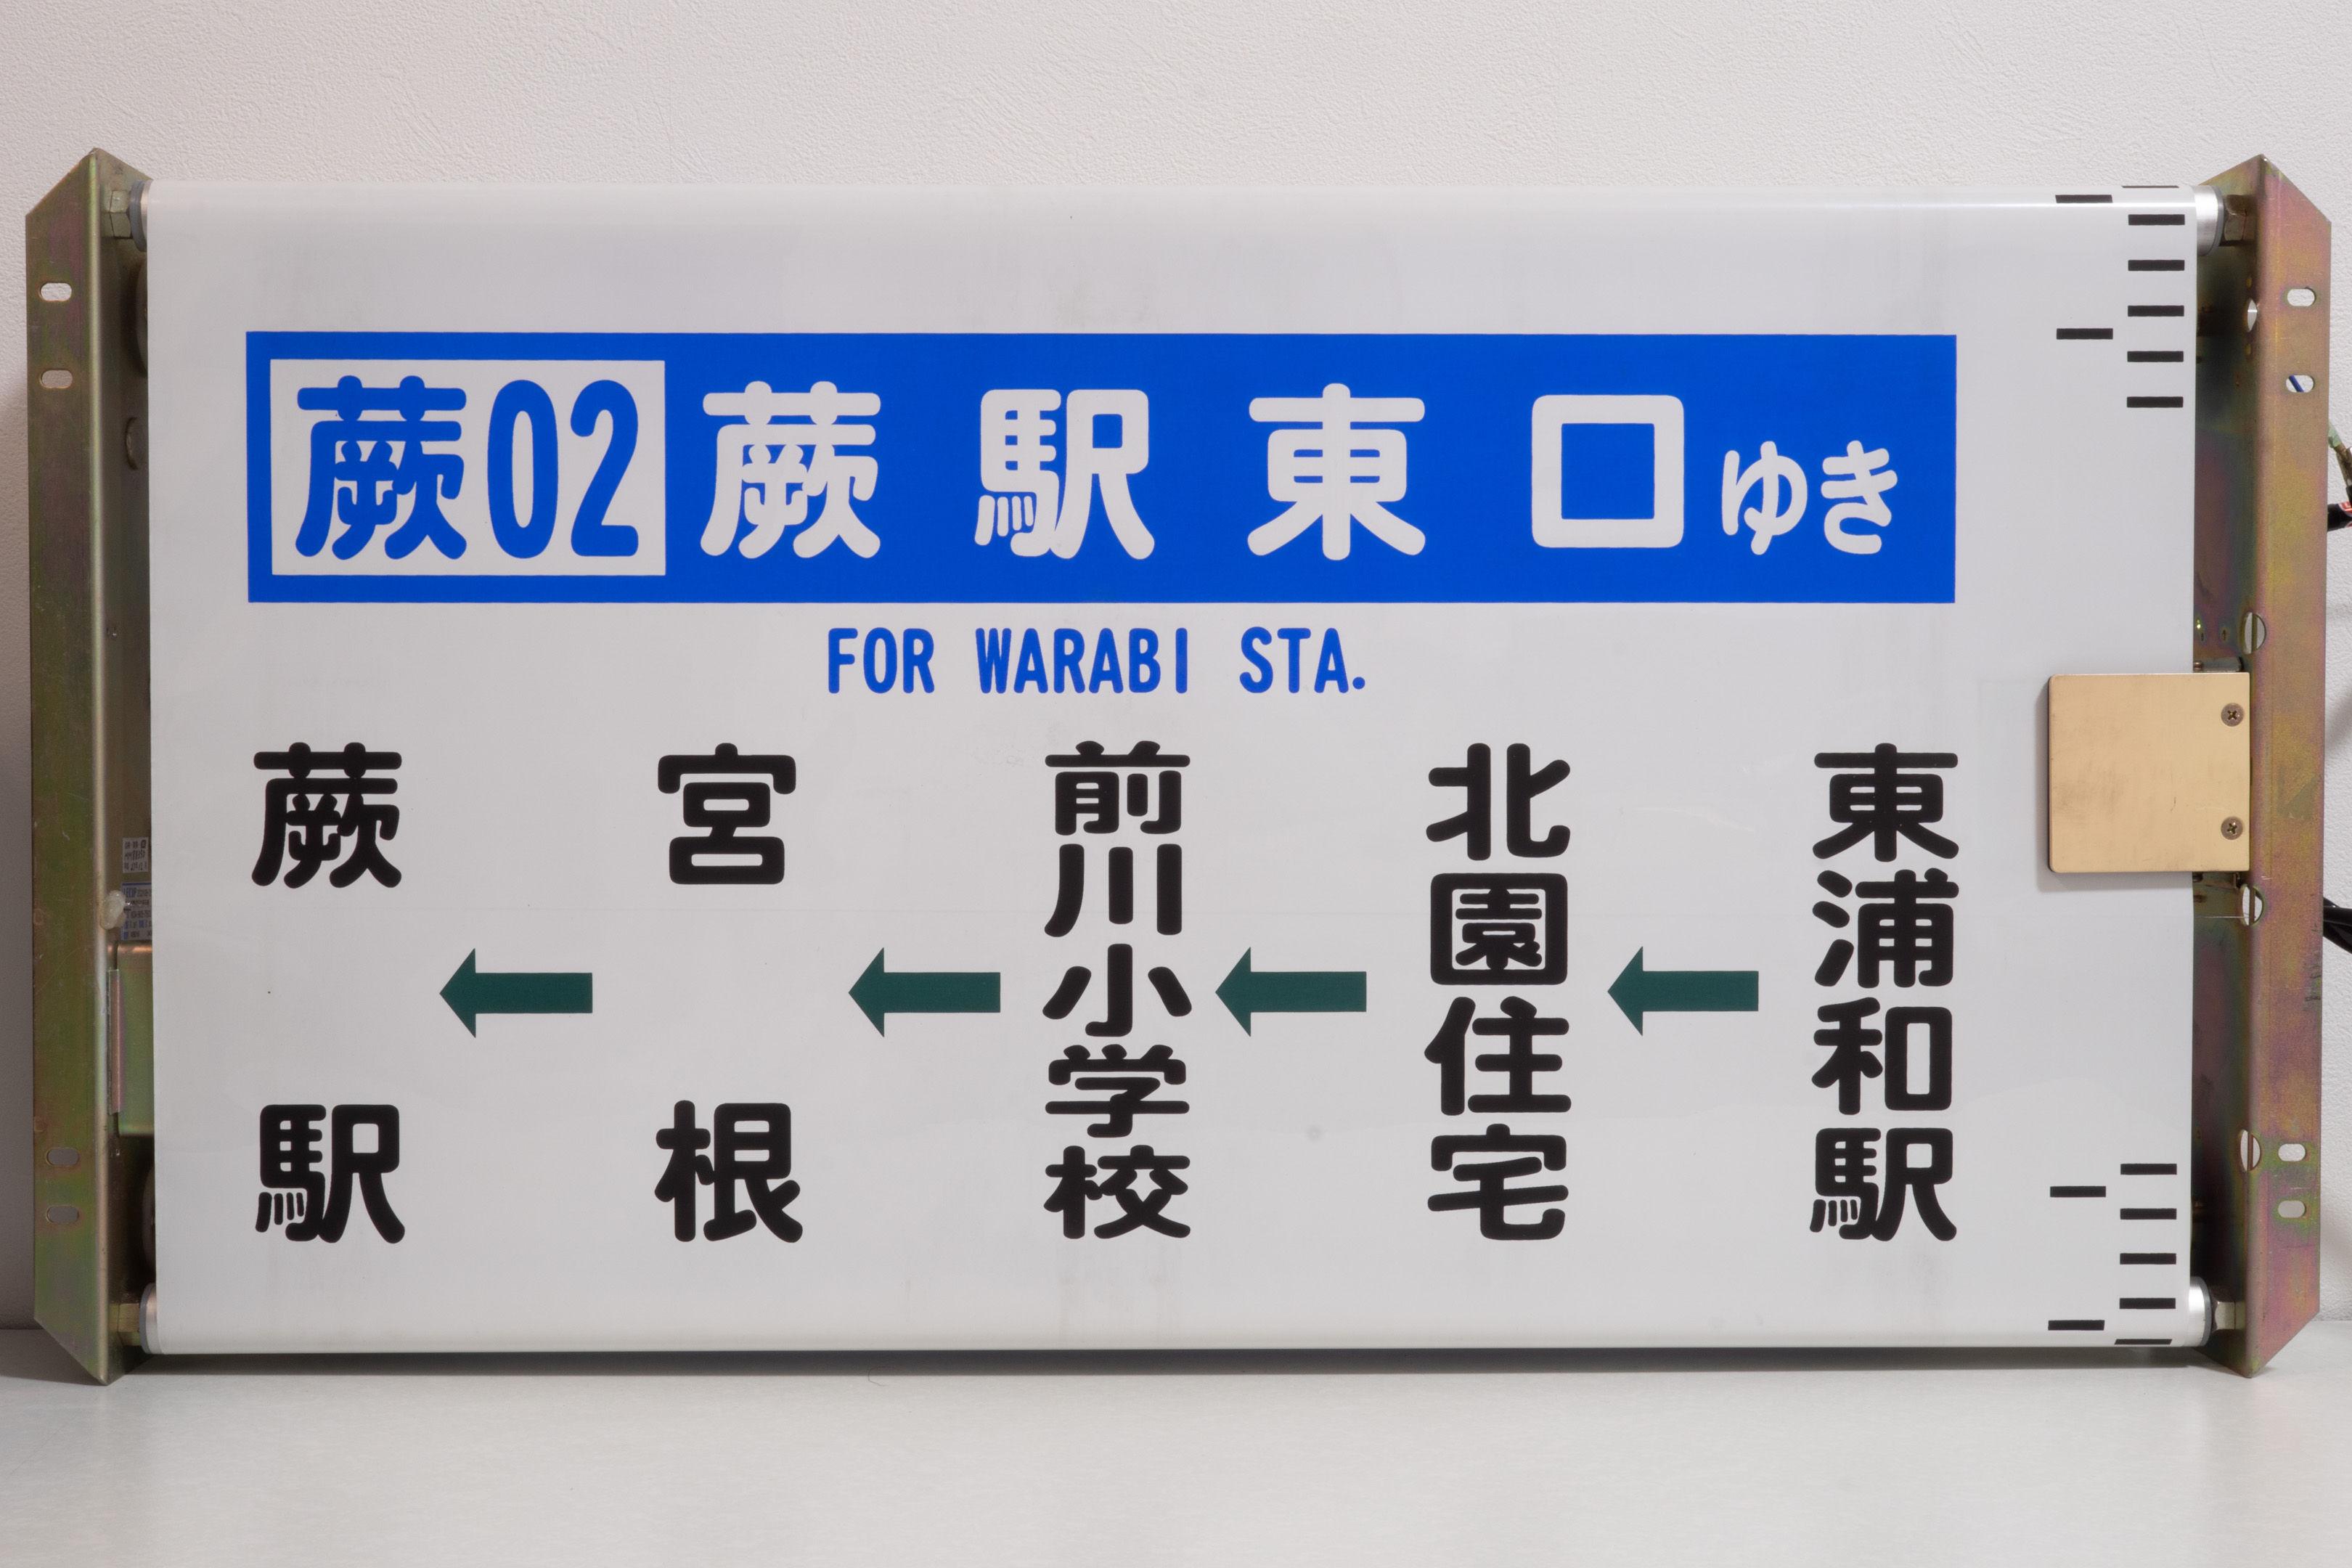 蕨02 蕨駅東口ゆき
FOR WARABI STA.
東浦和駅
北園住宅
前川小学校
宮根
蕨駅